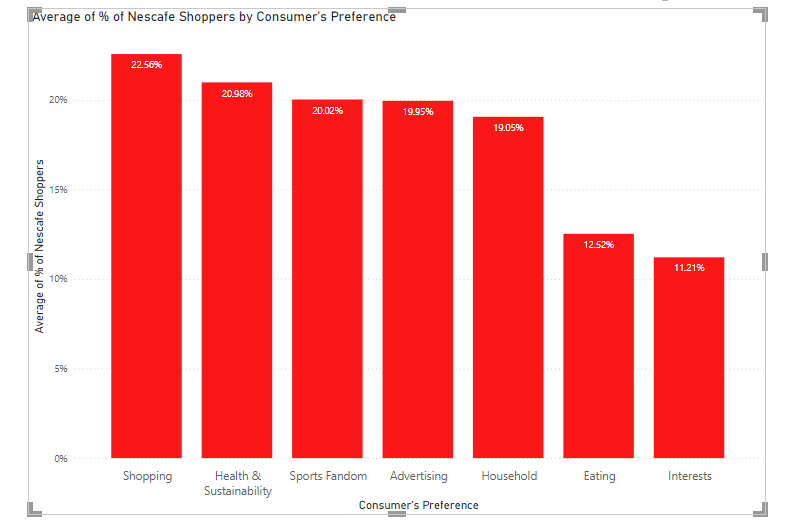 Average of % of Nescafe Shoppers by Consumer's Preference
Average of % of Nescafe Shoppers
20%
15%
10%
5%
0%
22.56%
20.98%
20.02%
19.95%
19.05%
12.52%
11.21%
Shopping
Health &
Sustainability
Sports Fandom
Advertising
Household
Eating
Interests
Consumer's Preference